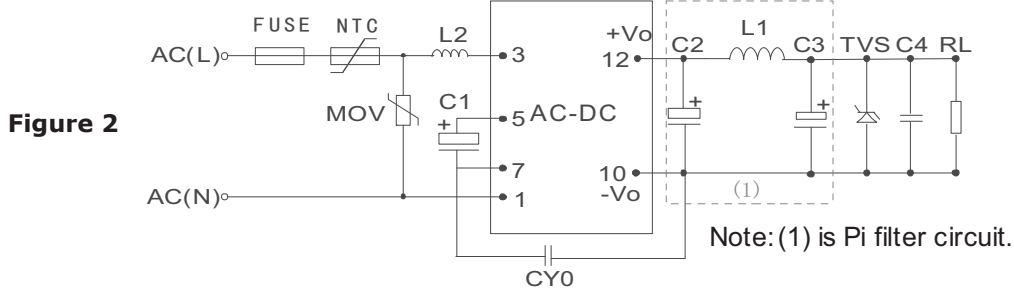 FUSE NTC
L2
L1
+Vo
C2
C3 TVS C4 RL
AC(L)
3
12
MOV
C1
+
5 AC-DC
+
+
Figure 2
7
10
-Vo
(1)
AC(N)
1
Note: (1) is Pi filter circuit.
CY0